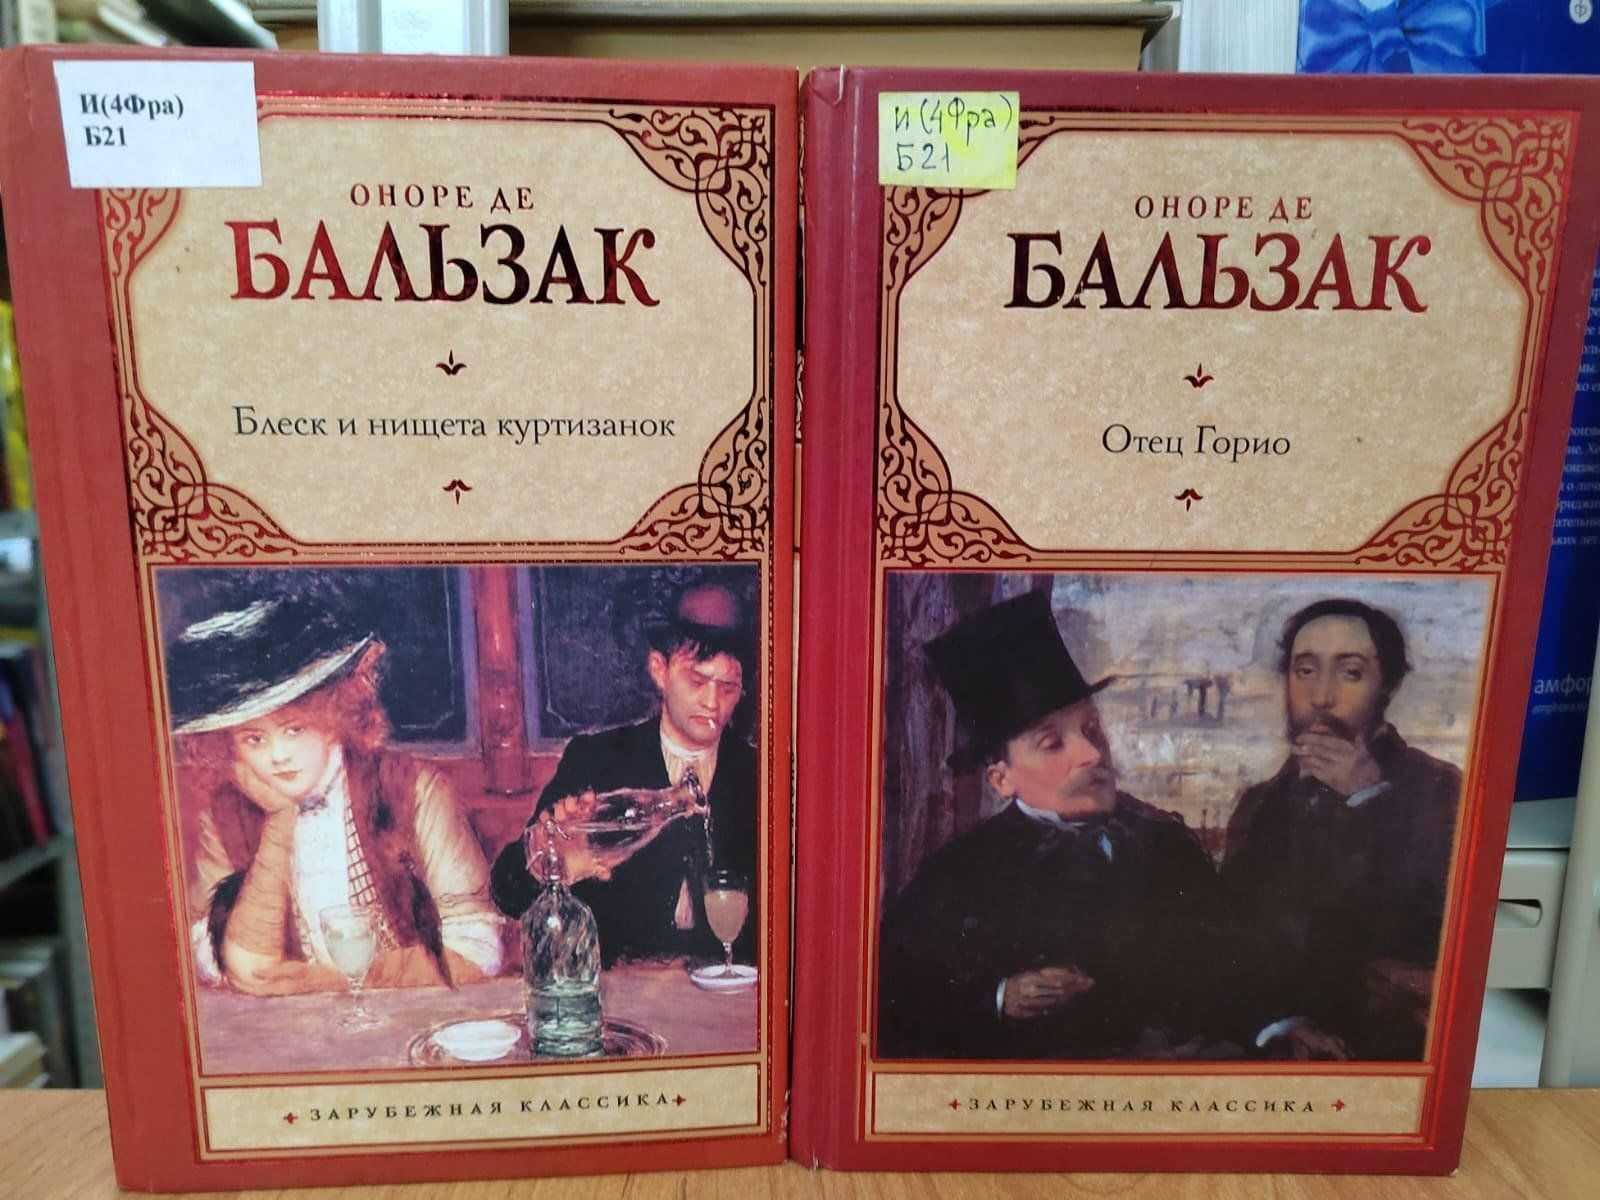 И(4Фра)
Б21
ОНОРЕ ДЕ
БАЛЬЗАК
Блеск и нищета куртизанок
ЗАРУБЕЖНАЯ КЛАССИКА
И(4Фра)
Б21
ОНОРЕ ДЕ
БАЛЬЗАК
Отец Горио
ЗАРУБЕЖНАЯ КЛАССИКА